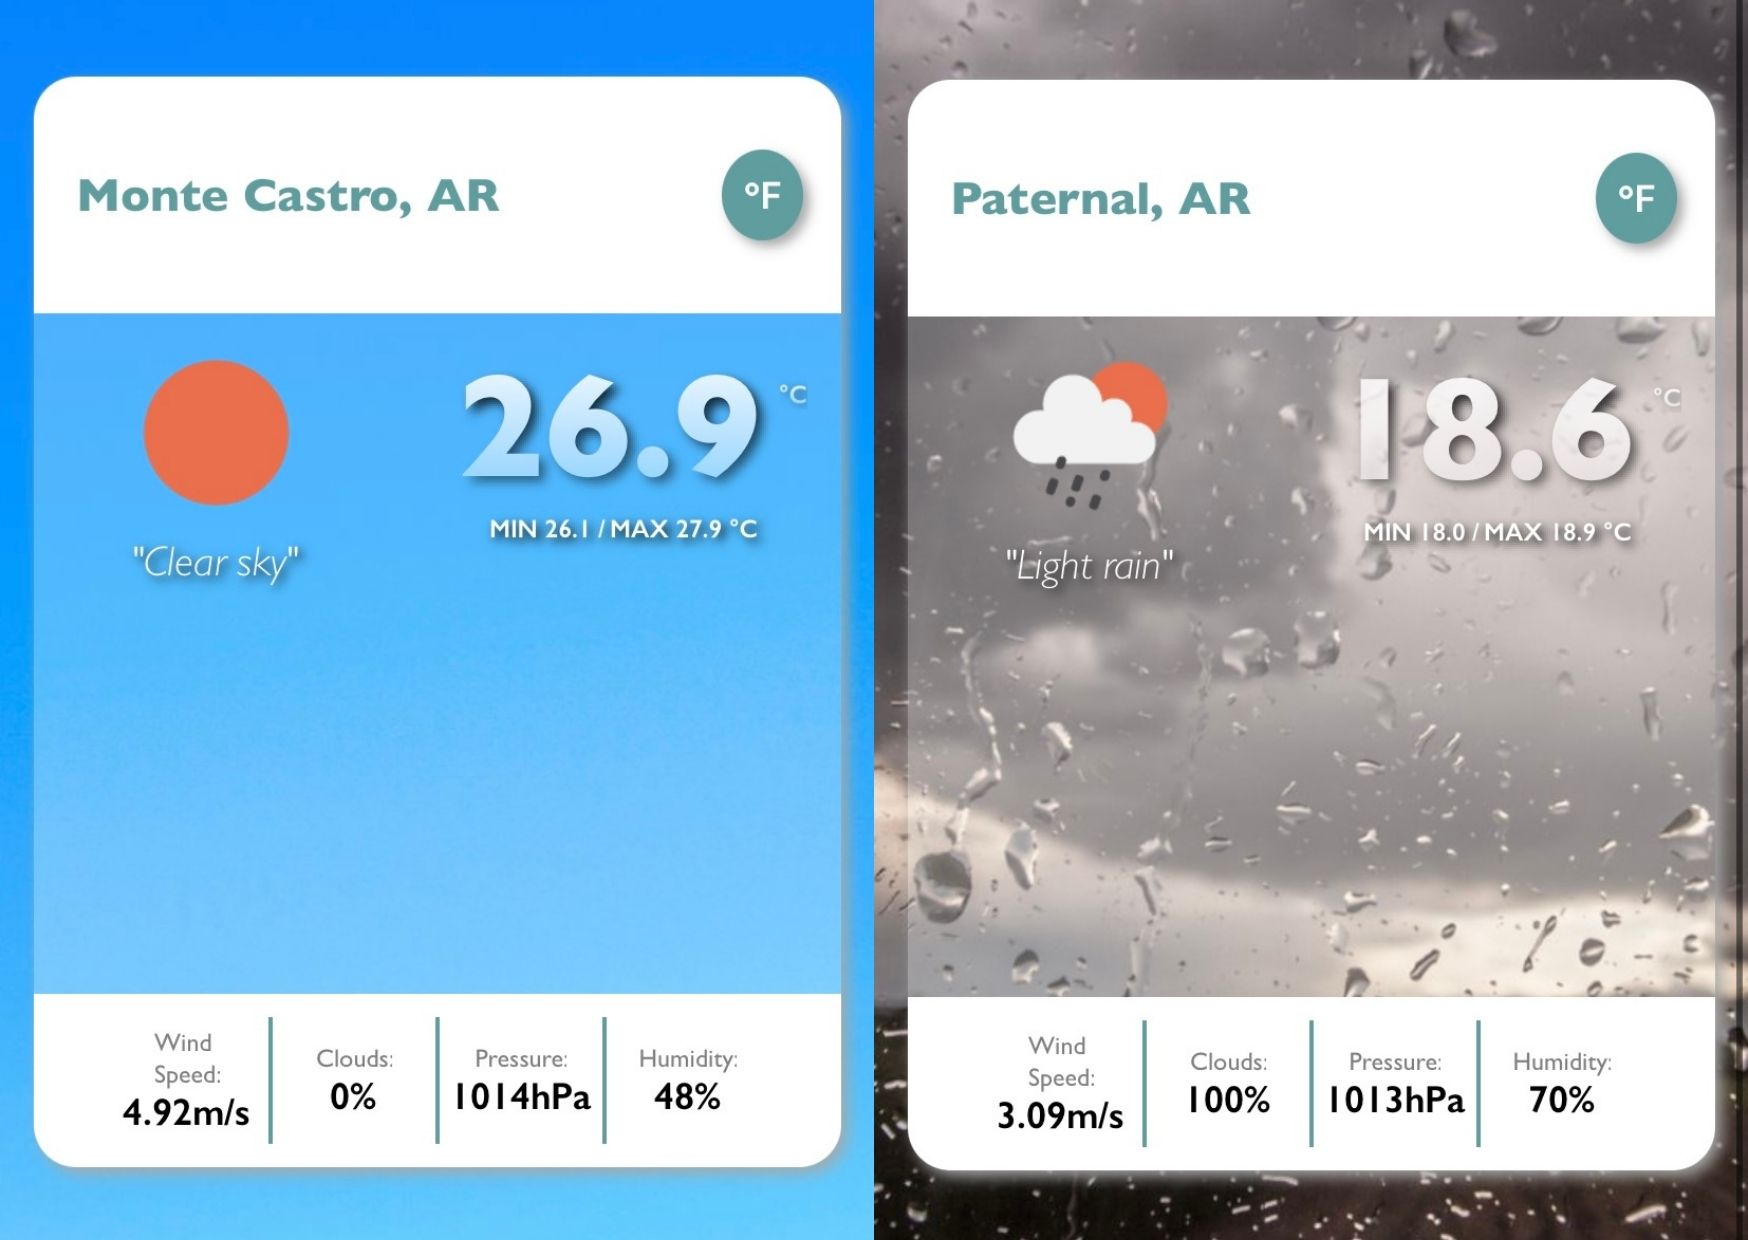 Monte Castro, AR
°F
26.9 °C
MIN 26.1 / MAX 27.9 °C
"Clear sky"
Wind
Speed:
4.92m/s
Clouds:
0%
Pressure:
1014hPa
Humidity:
48%
Paternal, AR
°F
18.6 °C
MIN 18.0 / MAX 18.9 °C
"Light rain"
Wind
Speed:
3.09m/s
Clouds:
100%
Pressure:
1013hPa
Humidity:
70%